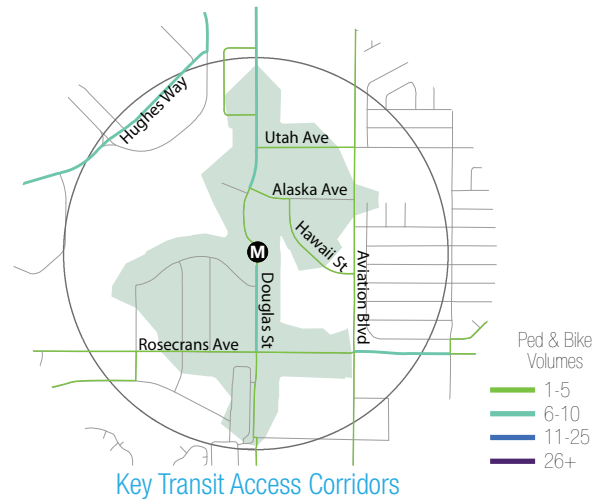 Hughes Way
Utah Ave
Alaska Ave
Hawaii St
M
Aviation Blvd
Douglas St
Rosecrans Ave
Ped & Bike
Volumes
1-5
6-10
11-25
26+
Key Transit Access Corridors